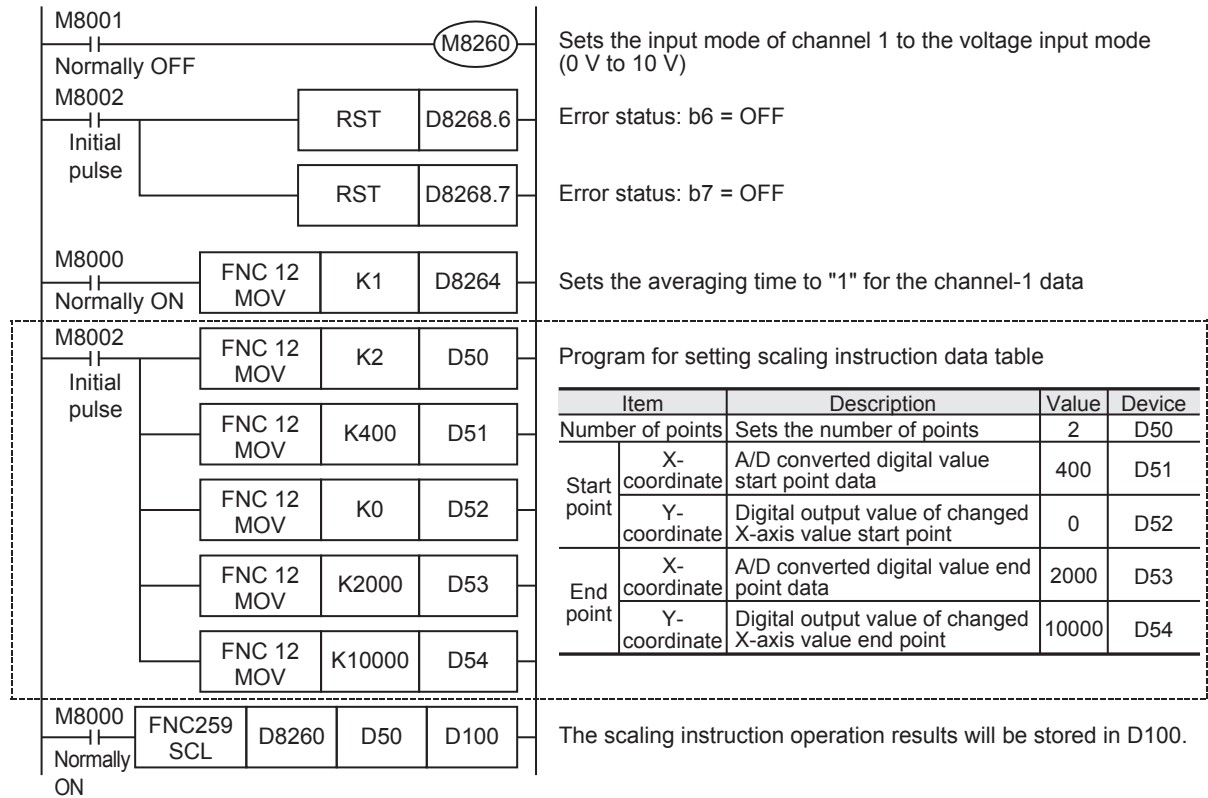 M8001
M8260
Normally OFF
Sets the input mode of channel 1 to the voltage input mode
(0 V to 10 V)
M8002
Initial
pulse
RST D8268.6
Error status: b6 = OFF
RST D8268.7
Error status: b7 = OFF
M8000
Normally ON
FNC 12
MOV
K1 D8264
Sets the averaging time to "1" for the channel-1 data
M8002
Initial
pulse
FNC 12
MOV
K2 D50
FNC 12
MOV
K400 D51
FNC 12
MOV
K0 D52
FNC 12
MOV
K2000 D53
FNC 12
MOV
K10000 D54
Program for setting scaling instruction data table
Item Description Value Device
Number of points Sets the number of points 2 D50
Start
point
X-
coordinate
A/D converted digital value
start point data
400 D51
Y-
coordinate
Digital output value of changed
X-axis value start point
0 D52
End
point
X-
coordinate
A/D converted digital value end
point data
2000 D53
Y-
coordinate
Digital output value of changed
X-axis value end point
10000 D54
M8000
Normally
ON
FNC259
SCL
D8260 D50 D100
The scaling instruction operation results will be stored in D100.